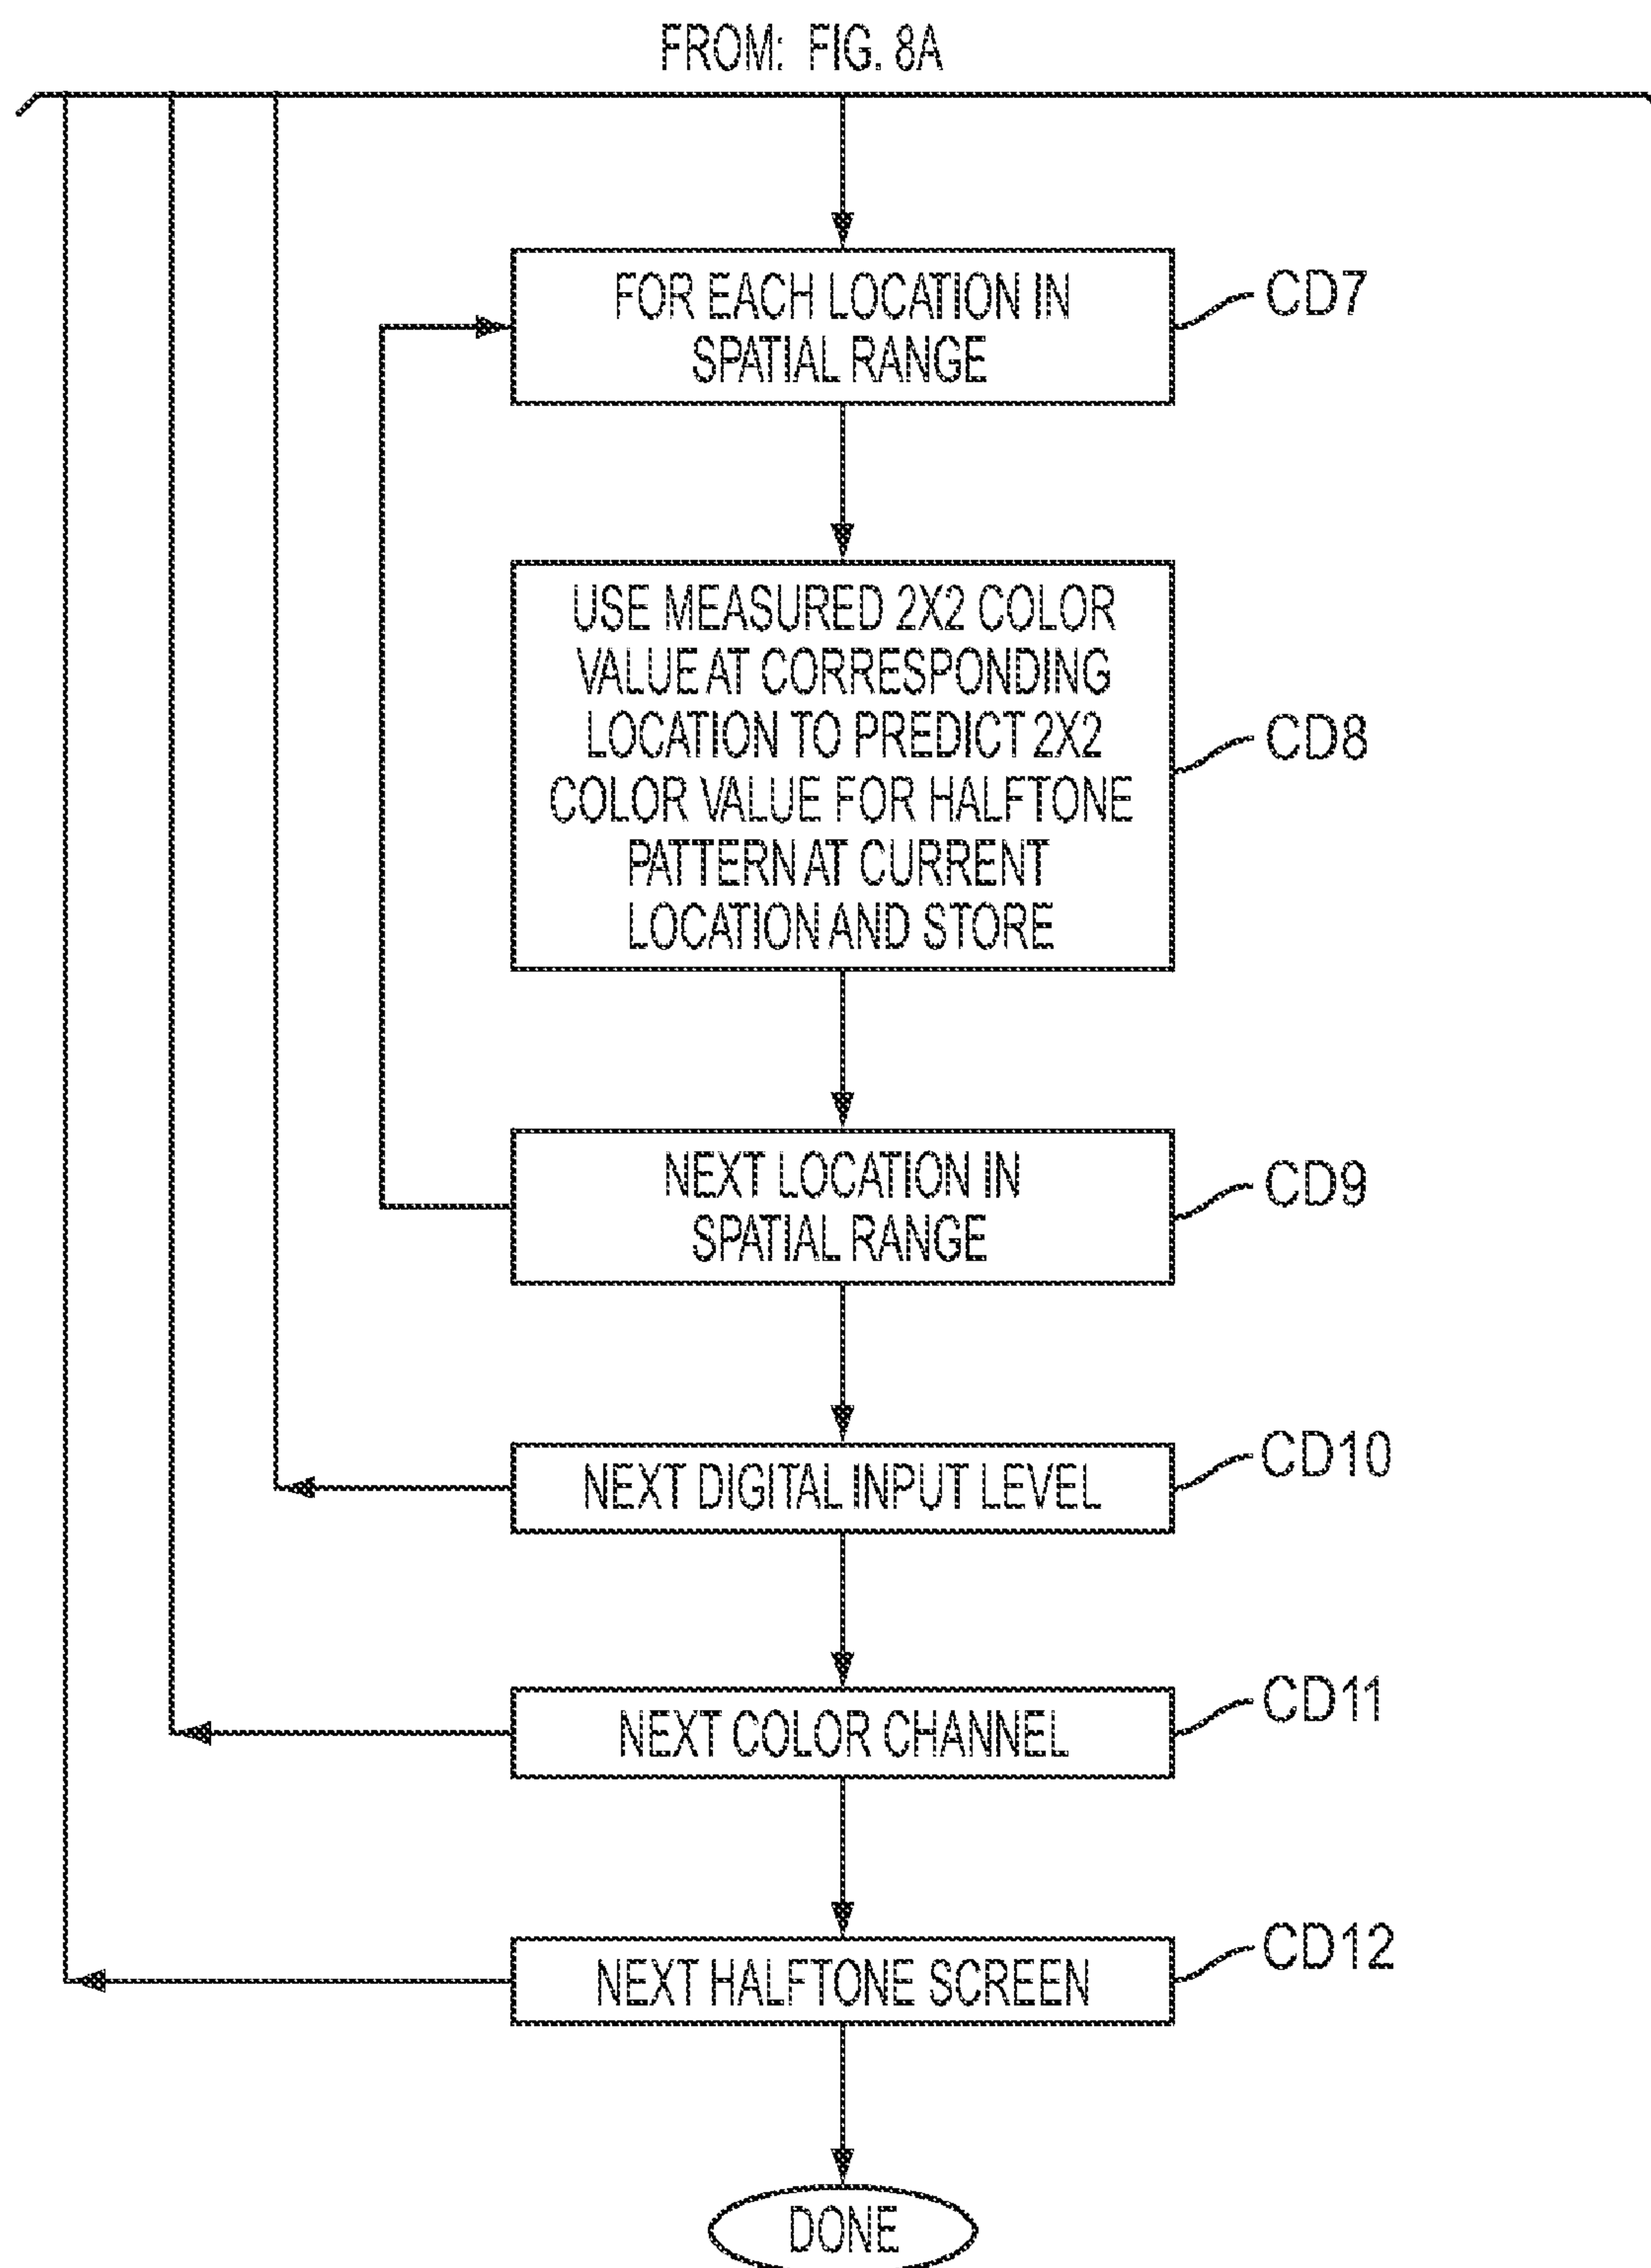 FROM: FIG. 8A
FOR EACH LOCATION IN
SPATIAL RANGE
CD7
USE MEASURED 2X2 COLOR
VALUE AT CORRESPONDING
LOCATION TO PREDICT 2X2
COLOR VALUE FOR HALFTONE
PATTERN AT CURRENT
LOCATION AND STORE
CD8
NEXT LOCATION IN
SPATIAL RANGE
CD9
NEXT DIGITAL INPUT LEVEL
CD10
NEXT COLOR CHANNEL
CD11
NEXT HALFTONE SCREEN
CD12
DONE